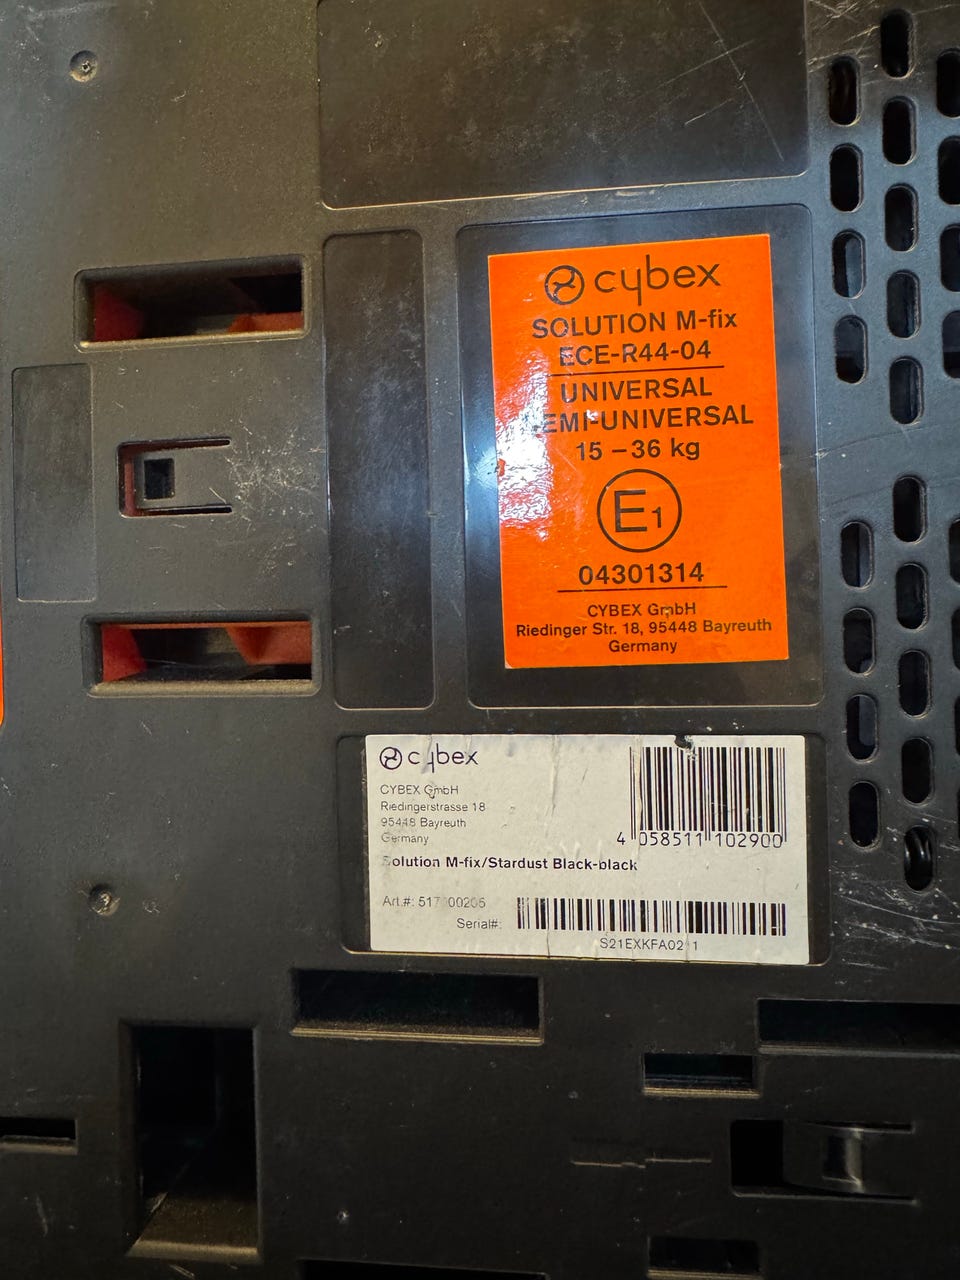 cybex
SOLUTION M-fix
ECE-R44-04
UNIVERSAL
EMI-UNIVERSAL
15 – 36 kg
E1
04301314
CYBEX GmbH
Riedinger Str. 18, 95448 Bayreuth
Germany
cybex
CYBEX GmbH
Riedingerstrasse 18
95448 Bayreuth
Germany
4 058511 102900
Solution M-fix/Stardust Black-black
Art.#:
Serial#: